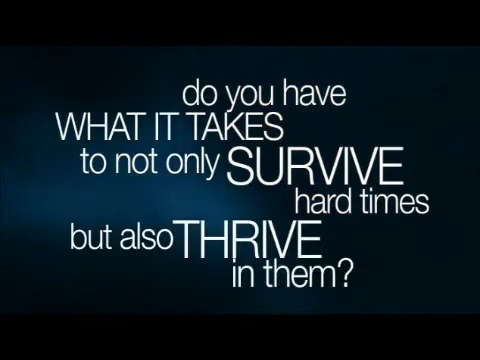 do you have
WHAT IT TAKES
to not only SURVIVE
hard times
but also THRIVE
in them?